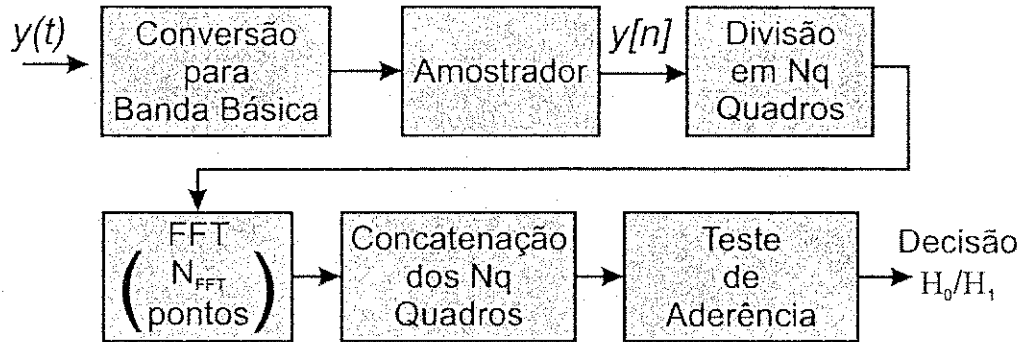 y(t)
Conversão
para
Banda Básica
Amostrador
y[n]
Divisão
em Nq
Quadros
FFT
N_FFT
pontos
Concatenação
dos Nq
Quadros
Teste
de
Aderência
Decisão
H₀/H₁